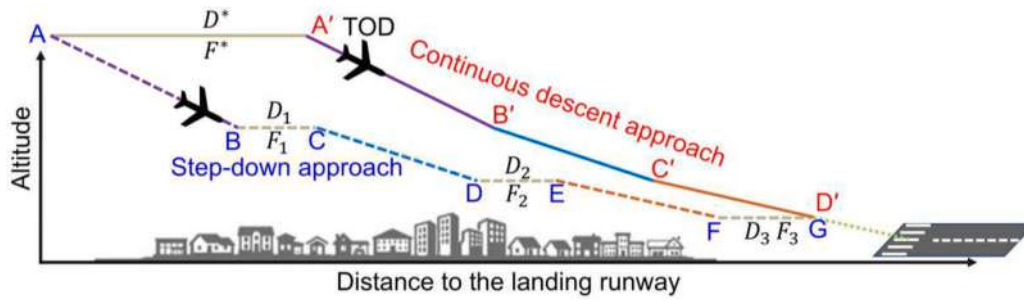 D*
A
A′
TOD
F*
Continuous descent approach
Altitude
D₁
B′
B
F₁
C
Step-down approach
D₂
C′
D
F₂
E
D′
F
D₃ F₃
G
Distance to the landing runway